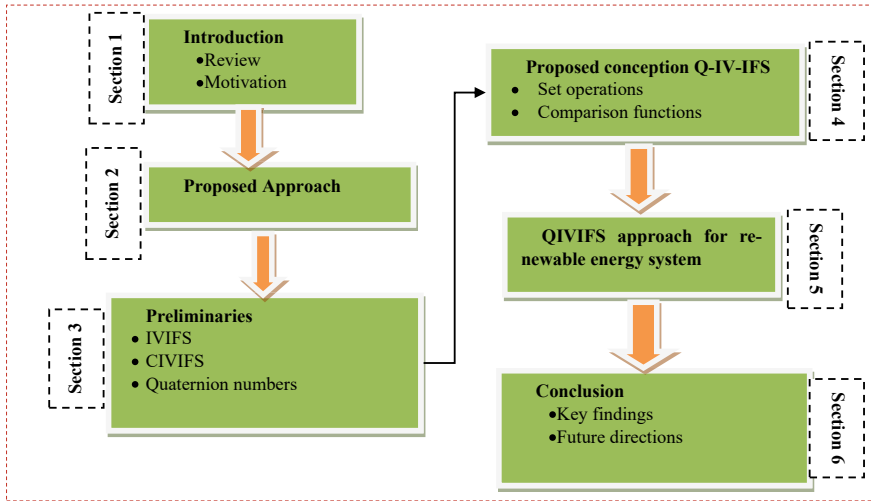 Section 1
Introduction
•Review
•Motivation
Section 2
Proposed Approach
Section 3
Preliminaries
• IVIFS
• CIVIFS
• Quaternion numbers
Proposed conception Q-IV-IFS
• Set operations
• Comparison functions
Section 4
QIVIFS approach for re-
newable energy system
Section 5
Conclusion
•Key findings
•Future directions
Section 6